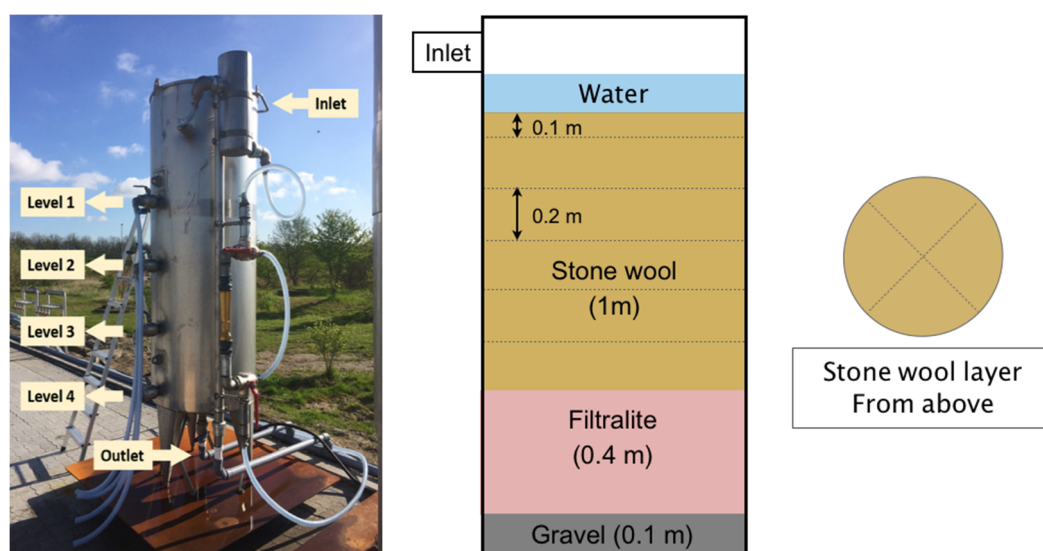 Inlet
Level 1
Level 2
Level 3
Level 4
Outlet
Inlet
Water
0.1 m
0.2 m
Stone wool
(1m)
Filtralite
(0.4 m)
Gravel (0.1 m)
Stone wool layer
From above